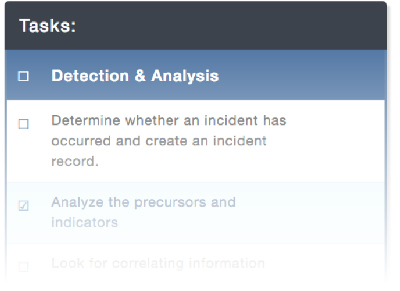 Tasks:
Detection & Analysis
Determine whether an incident has
occurred and create an incident
record.
Analyze the precursors and
indicators
Look for correlating information